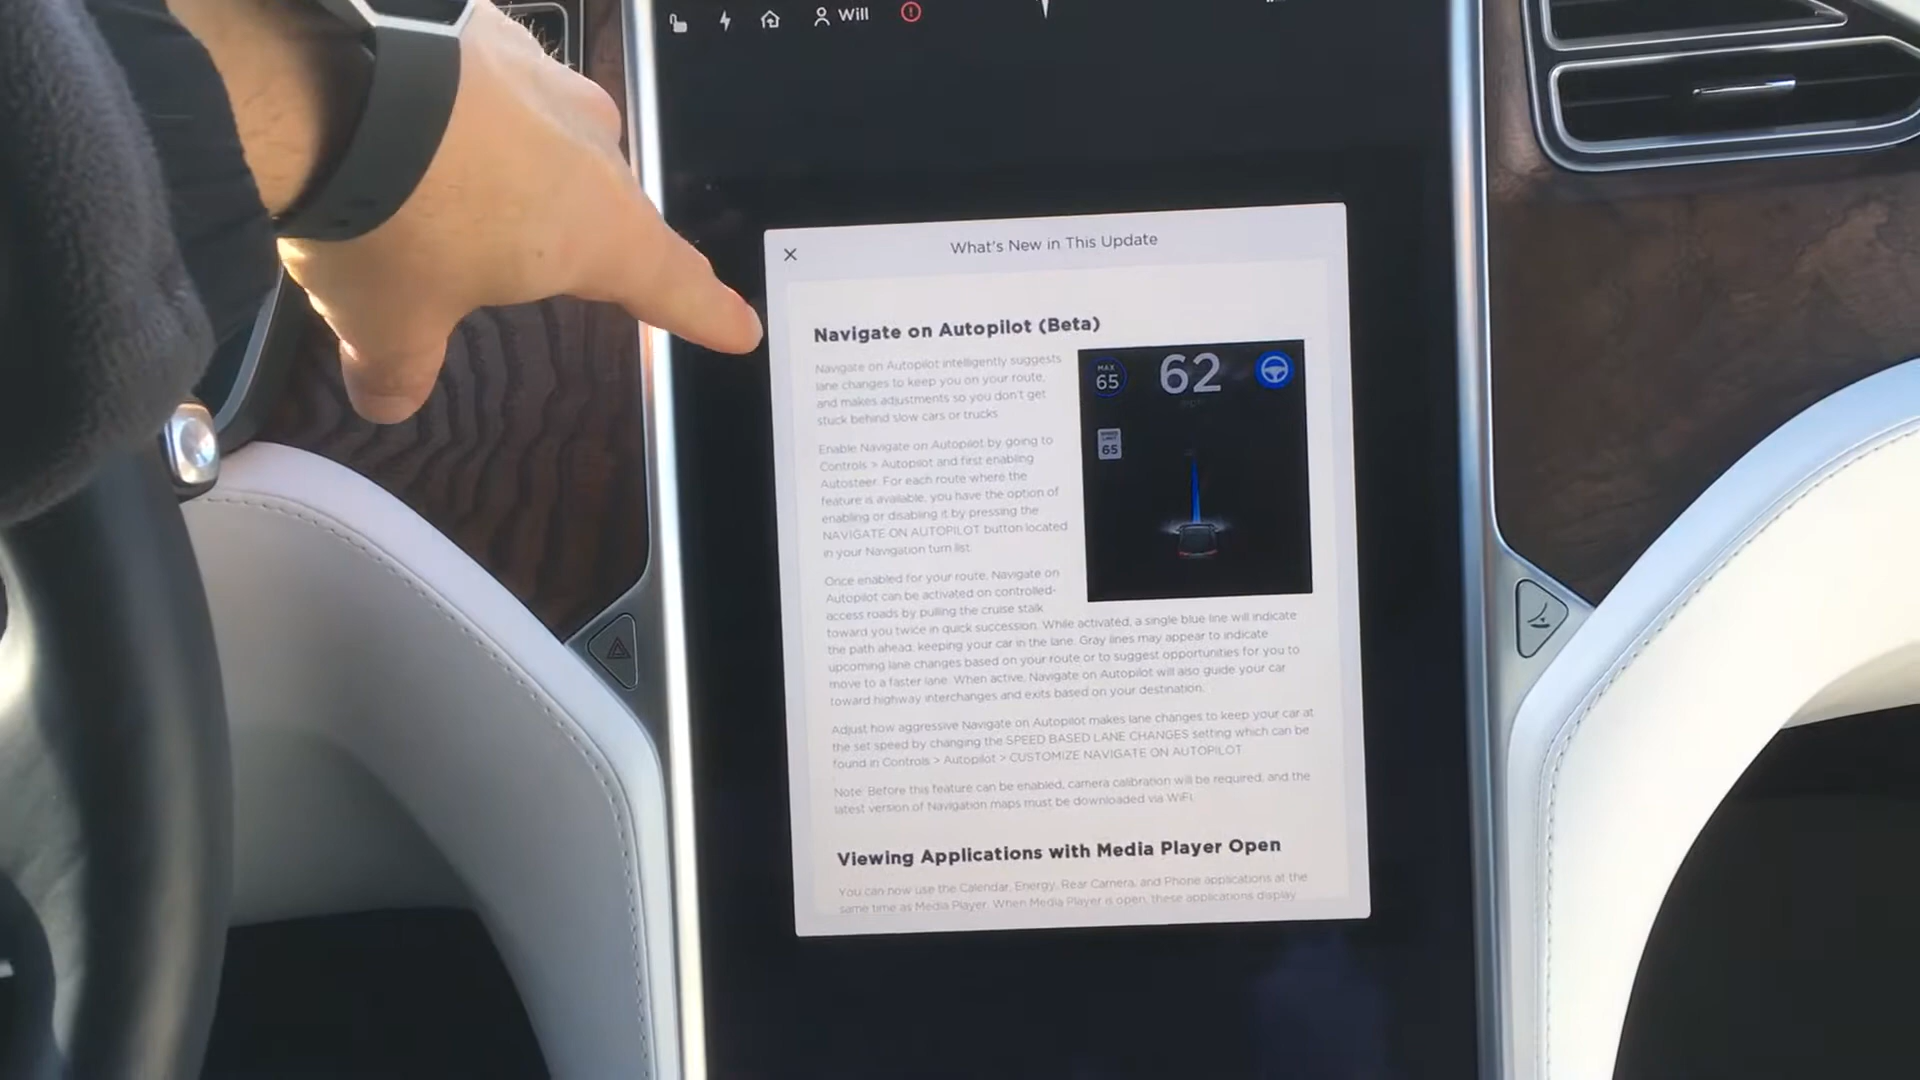 Will
What's New in This Update
Navigate on Autopilot (Beta)
Navigate on Autopilot intelligently suggests
lane changes to keep you on your route,
and makes adjustments so you don't get
stuck behind slow cars or trucks.
MAX
65
62
MPH
SPEED
LIMIT
65
Enable Navigate on Autopilot by going to
Controls > Autopilot and first enabling
Autosteer. For each route where the
feature is available, you have the option of
enabling or disabling it by pressing the
NAVIGATE ON AUTOPILOT button located
in your Navigation turn list.
Once enabled for your route, Navigate on
Autopilot can be activated on controlled-
access roads by pulling the cruise stalk
toward you twice in quick succession. While activated, a single blue line will indicate
the path ahead, keeping your car in the lane. Gray lines may appear to indicate
upcoming lane changes based on your route or to suggest opportunities for you to
move to a faster lane. When active, Navigate on Autopilot will also guide your car
toward highway interchanges and exits based on your destination.
Adjust how aggressive Navigate on Autopilot makes lane changes to keep your car at
the set speed by changing the SPEED BASED LANE CHANGES setting which can be
found in Controls > Autopilot > CUSTOMIZE NAVIGATE ON AUTOPILOT
Note: Before this feature can be enabled, camera calibration will be required, and the
latest version of Navigation maps must be downloaded via WiFi.
Viewing Applications with Media Player Open
You can now use the Calendar, Energy, Rear Camera, and Phone applications at the
same time as Media Player. When Media Player is open, these applications display